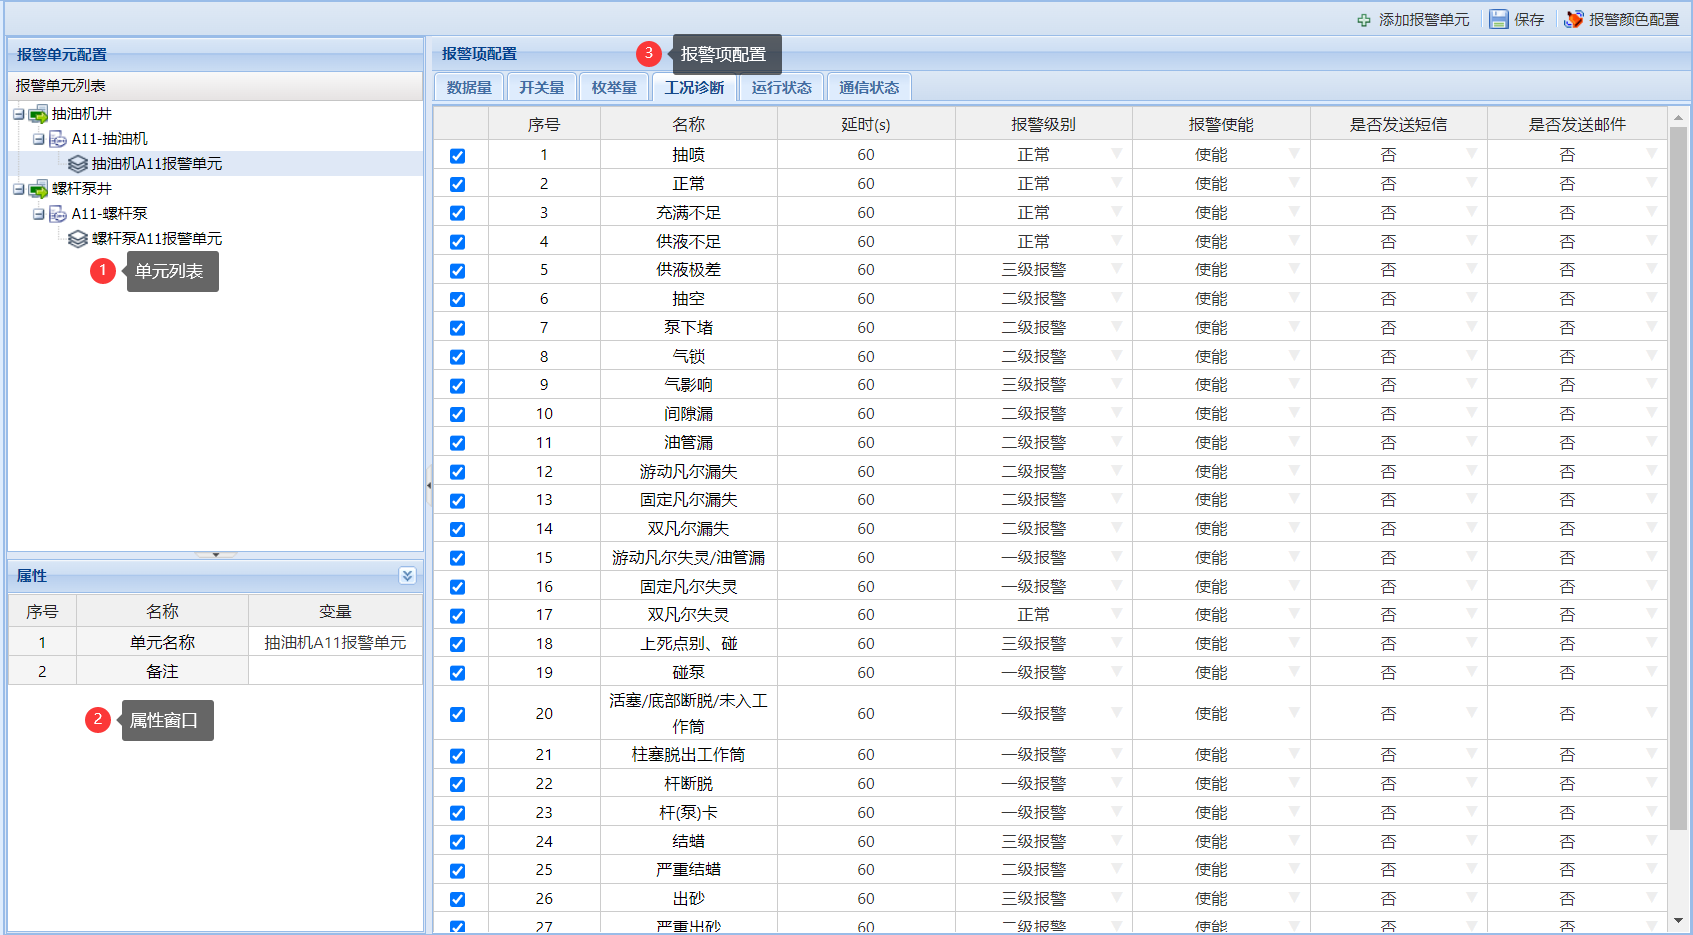 添加报警单元 保存 报警颜色配置
报警单元配置
报警单元列表
抽油机井
A11-抽油机
抽油机A11报警单元
螺杆泵井
A11-螺杆泵
螺杆泵A11报警单元
1 单元列表
属性
序号 名称 变量
1 单元名称 抽油机A11报警单元
2 备注
2 属性窗口
报警项配置
3 报警项配置
数据量 开关量 枚举量 工况诊断 运行状态 通信状态
序号 名称 延时(s) 报警级别 报警使能 是否发送短信 是否发送邮件
1 抽喷 60 正常 使能 否 否
2 正常 60 正常 使能 否 否
3 充满不足 60 正常 使能 否 否
4 供液不足 60 正常 使能 否 否
5 供液极差 60 三级报警 使能 否 否
6 抽空 60 二级报警 使能 否 否
7 泵下堵 60 二级报警 使能 否 否
8 气锁 60 二级报警 使能 否 否
9 气影响 60 三级报警 使能 否 否
10 间隙漏 60 二级报警 使能 否 否
11 油管漏 60 二级报警 使能 否 否
12 游动凡尔漏失 60 二级报警 使能 否 否
13 固定凡尔漏失 60 二级报警 使能 否 否
14 双凡尔漏失 60 二级报警 使能 否 否
15 游动凡尔失灵/油管漏 60 一级报警 使能 否 否
16 固定凡尔失灵 60 一级报警 使能 否 否
17 双凡尔失灵 60 正常 使能 否 否
18 上死点别、碰 60 三级报警 使能 否 否
19 碰泵 60 一级报警 使能 否 否
20 活塞/底部断脱/未入工作筒 60 一级报警 使能 否 否
21 柱塞脱出工作筒 60 一级报警 使能 否 否
22 杆断脱 60 一级报警 使能 否 否
23 杆(泵)卡 60 一级报警 使能 否 否
24 结蜡 60 三级报警 使能 否 否
25 严重结蜡 60 二级报警 使能 否 否
26 出砂 60 三级报警 使能 否 否
27 严重出砂 60 二级报警 使能 否 否